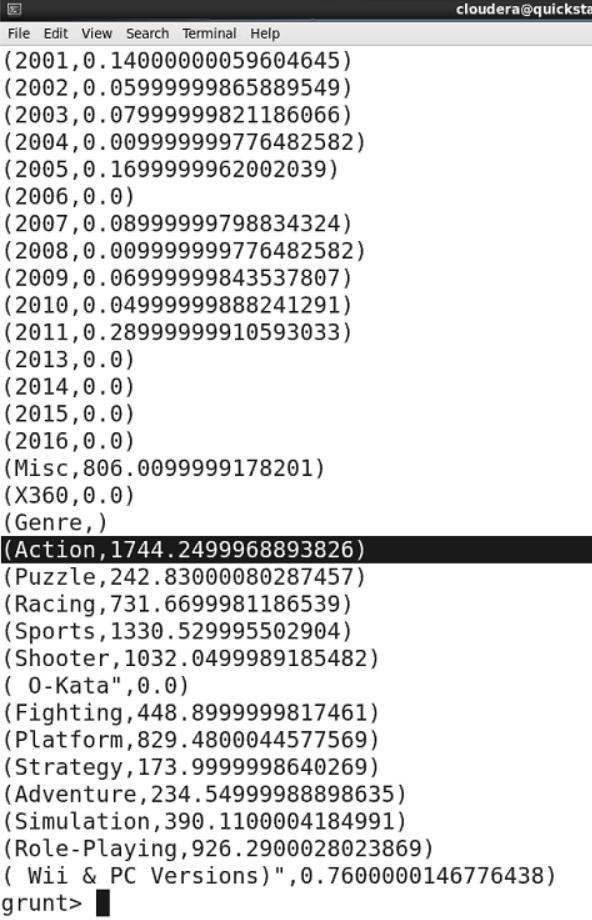 cloudera@quicksta
File Edit View Search Terminal Help
(2001,0.14000000059604645)
(2002,0.05999999865889549)
(2003,0.07999999821186066)
(2004,0.009999999776482582)
(2005,0.1699999962002039)
(2006,0.0)
(2007,0.08999999798834324)
(2008,0.009999999776482582)
(2009,0.06999999843537807)
(2010,0.04999999888241291)
(2011,0.28999999910593033)
(2013,0.0)
(2014,0.0)
(2015,0.0)
(2016,0.0)
(Misc,806.0099999178201)
(X360,0.0)
(Genre,)
(Action,1744.2499968893826)
(Puzzle,242.83000080287457)
(Racing,731.6699981186539)
(Sports,1330.529995502904)
(Shooter,1032.0499989185482)
( O-Kata",0.0)
(Fighting,448.8999999817461)
(Platform,829.4800044577569)
(Strategy,173.9999998640269)
(Adventure,234.54999988898635)
(Simulation,390.1100004184991)
(Role-Playing,926.2900028023869)
( Wii & PC Versions)",0.7600000146776438)
grunt>